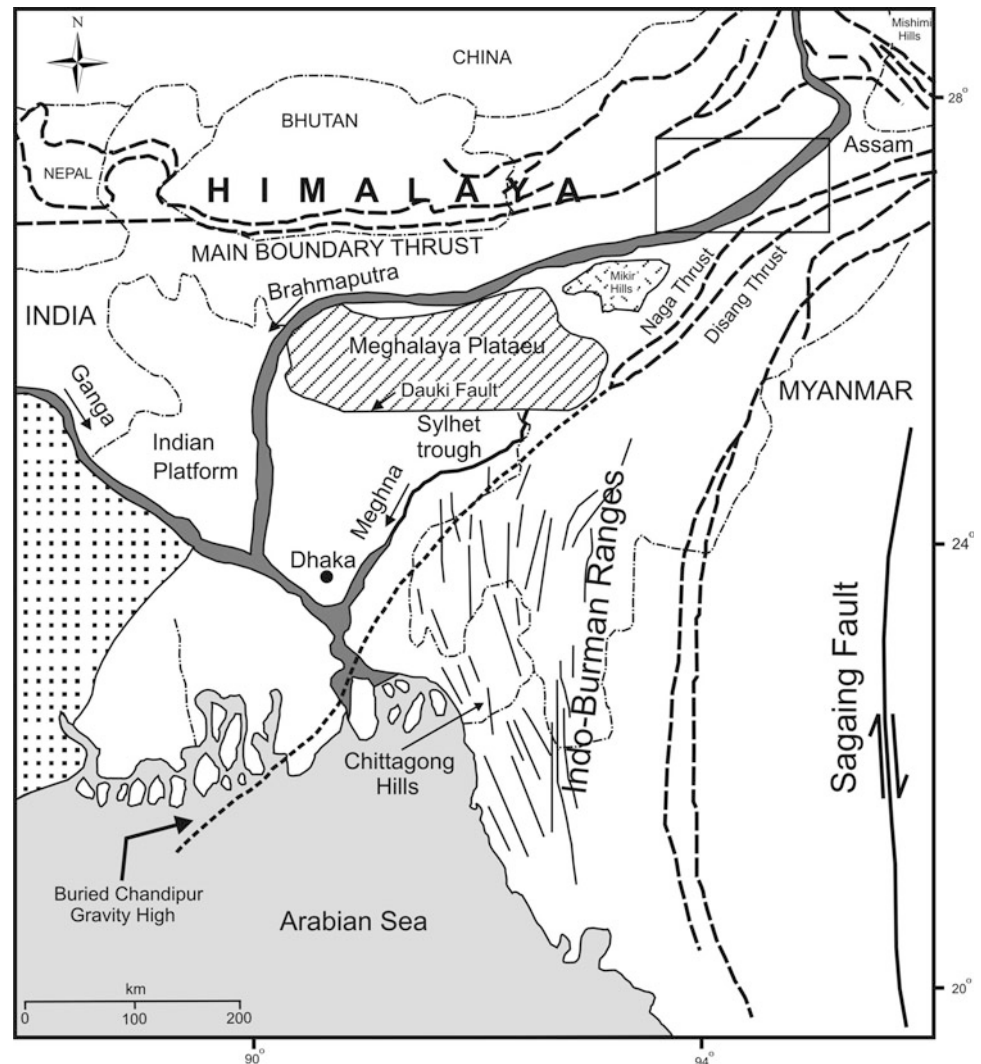 N
Mishimi
Hills
CHINA
28°
BHUTAN
Assam
NEPAL
HIMALAYA
MAIN BOUNDARY THRUST
Brahmaputra
Mikir
Hills
Naga Thrust
Disang Thrust
INDIA
Meghalaya Plataeu
Dauki Fault
MYANMAR
Ganga
Sylhet
trough
Indian
Platform
Meghna
24°
Dhaka
Indo-Burman Ranges
Sagaing Fault
Chittagong
Hills
Buried Chandipur
Gravity High
Arabian Sea
km
0 100 200
20°
90° 94°